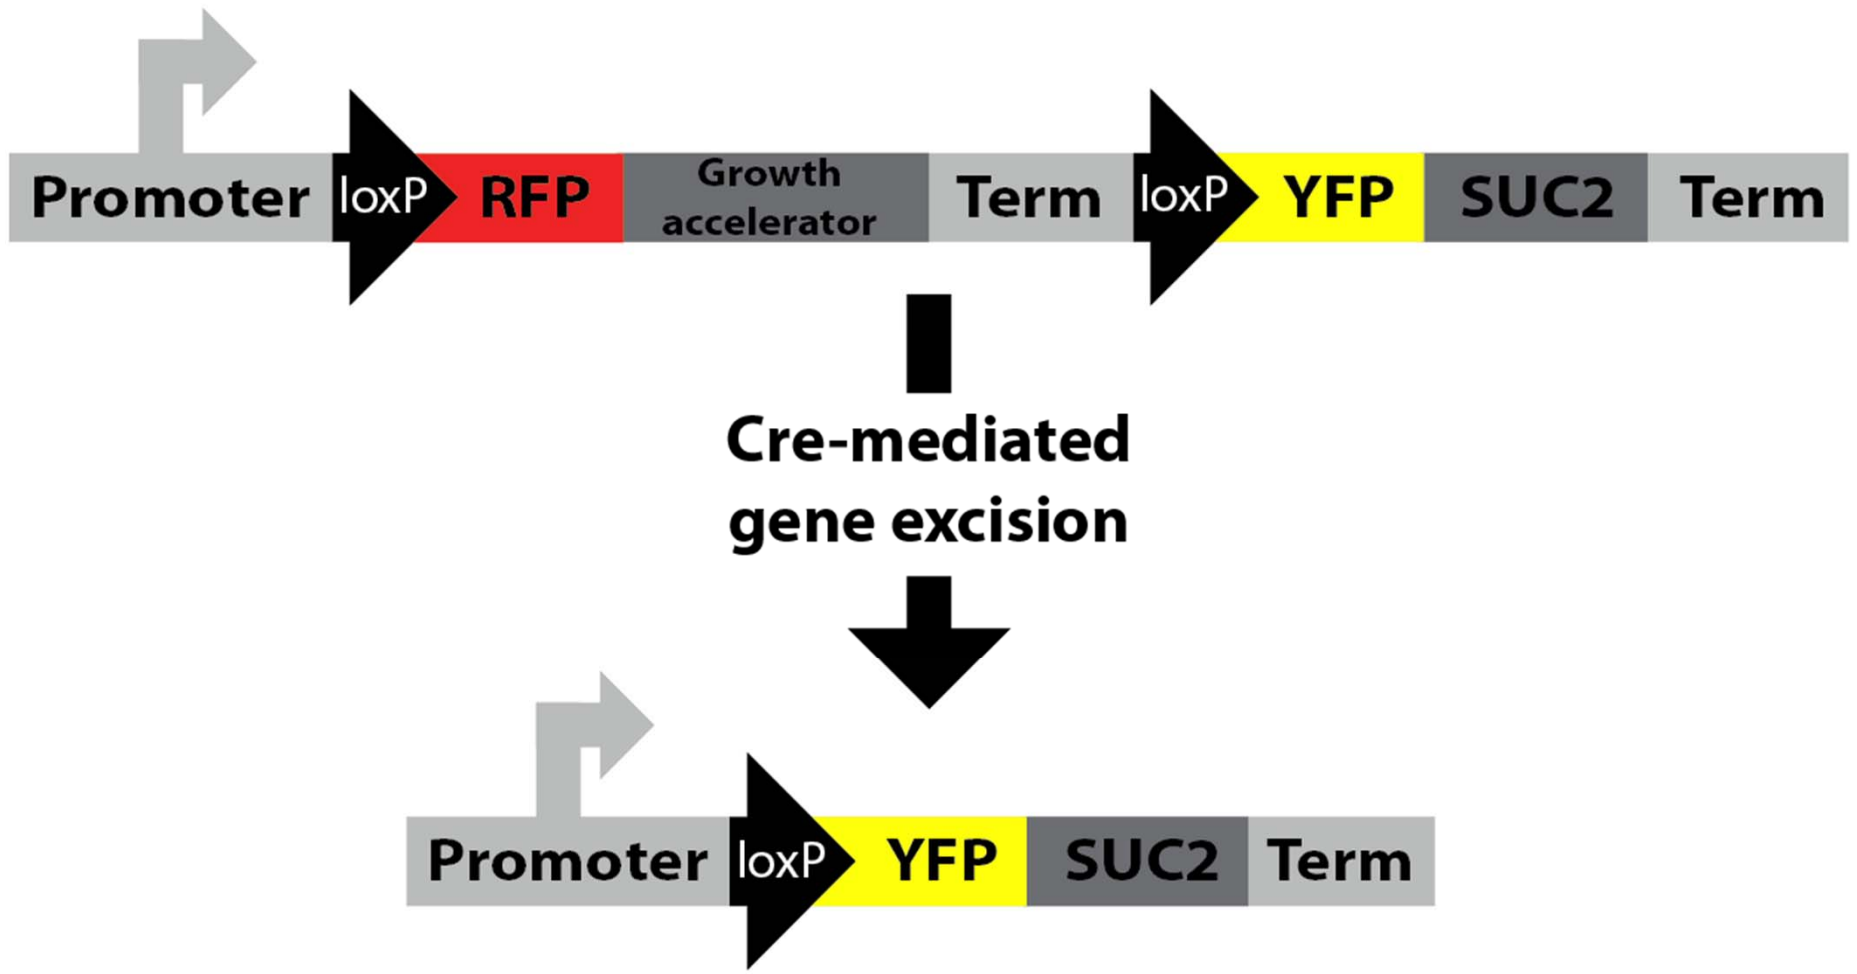 Promoter loxP RFP Growth accelerator Term loxP YFP SUC2 Term
Cre-mediated
gene excision
Promoter loxP YFP SUC2 Term